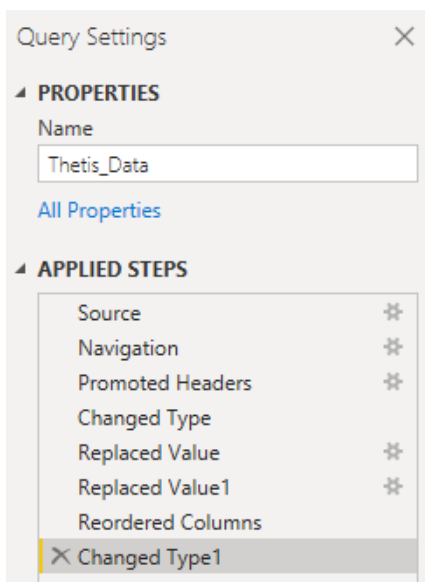 Query Settings
PROPERTIES
Name
Thetis_Data
All Properties
APPLIED STEPS
Source
Navigation
Promoted Headers
Changed Type
Replaced Value
Replaced Value1
Reordered Columns
Changed Type1